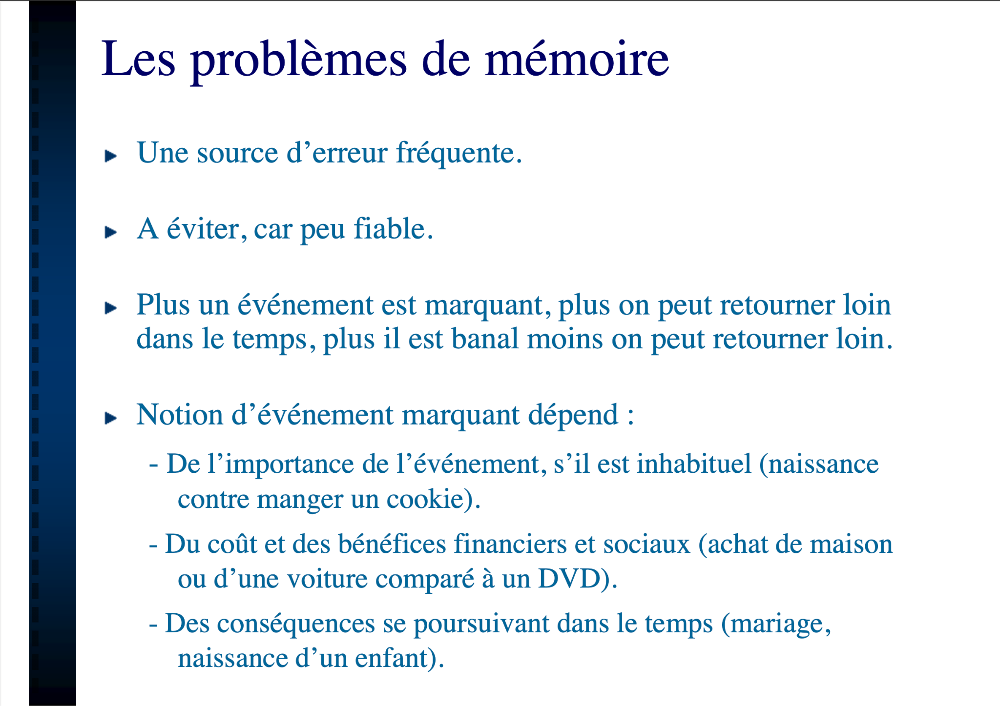 Les problèmes de mémoire
► Une source d’erreur fréquente.
► A éviter, car peu fiable.
► Plus un événement est marquant, plus on peut retourner loin
dans le temps, plus il est banal moins on peut retourner loin.
► Notion d’événement marquant dépend :
- De l’importance de l’événement, s’il est inhabituel (naissance
contre manger un cookie).
- Du coût et des bénéfices financiers et sociaux (achat de maison
ou d’une voiture comparé à un DVD).
- Des conséquences se poursuivant dans le temps (mariage,
naissance d’un enfant).